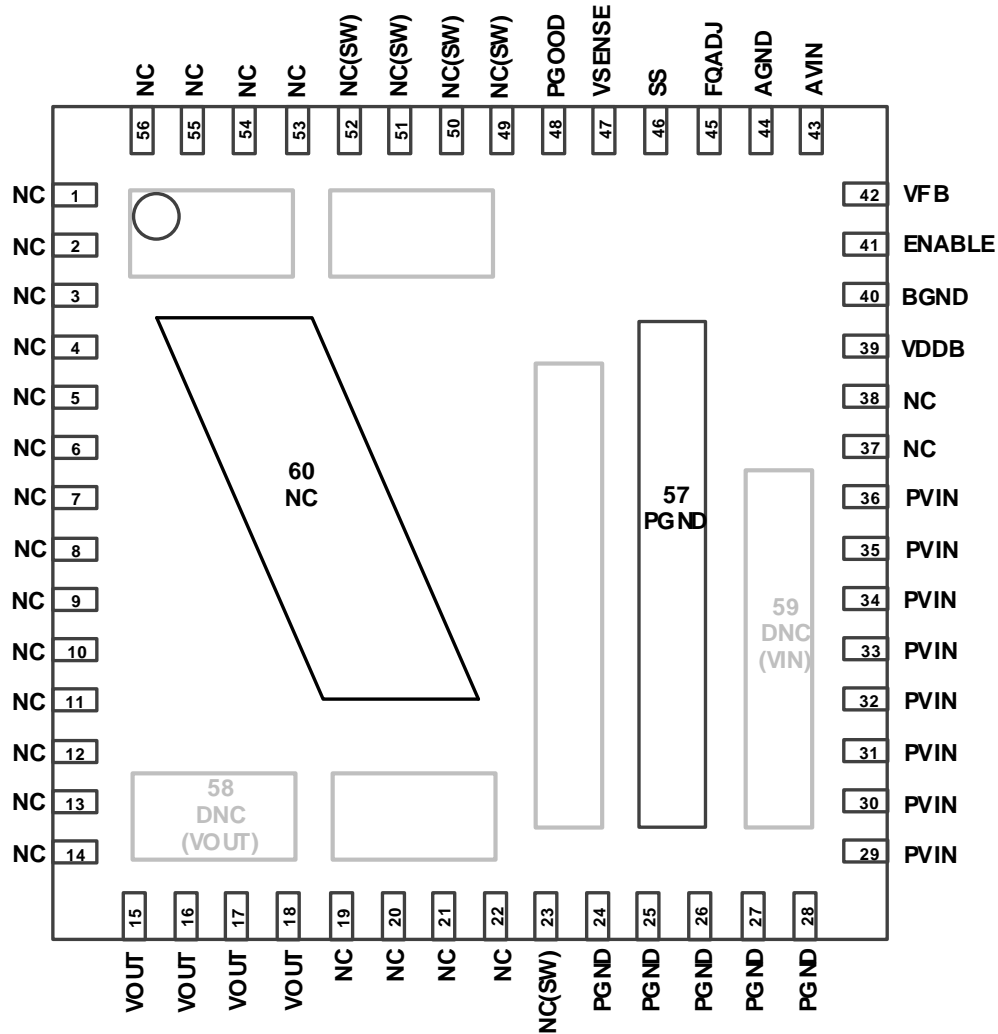 NC
NC
NC
NC
NC(SW)
NC(SW)
NC(SW)
NC(SW)
PGOOD
VSENSE
SS
FQADJ
AGND
AVIN
56
55
54
53
52
51
50
49
48
47
46
45
44
43
NC 1
NC 2
NC 3
NC 4
NC 5
NC 6
NC 7
NC 8
NC 9
NC 10
NC 11
NC 12
NC 13
NC 14
42 VFB
41 ENABLE
40 BGND
39 VDDB
38 NC
37 NC
36 PVIN
35 PVIN
34 PVIN
33 PVIN
32 PVIN
31 PVIN
30 PVIN
29 PVIN
60
NC
57
PGND
59
DNC
(VIN)
58
DNC
(VOUT)
15
16
17
18
19
20
21
22
23
24
25
26
27
28
VOUT
VOUT
VOUT
VOUT
NC
NC
NC
NC
NC(SW)
PGND
PGND
PGND
PGND
PGND